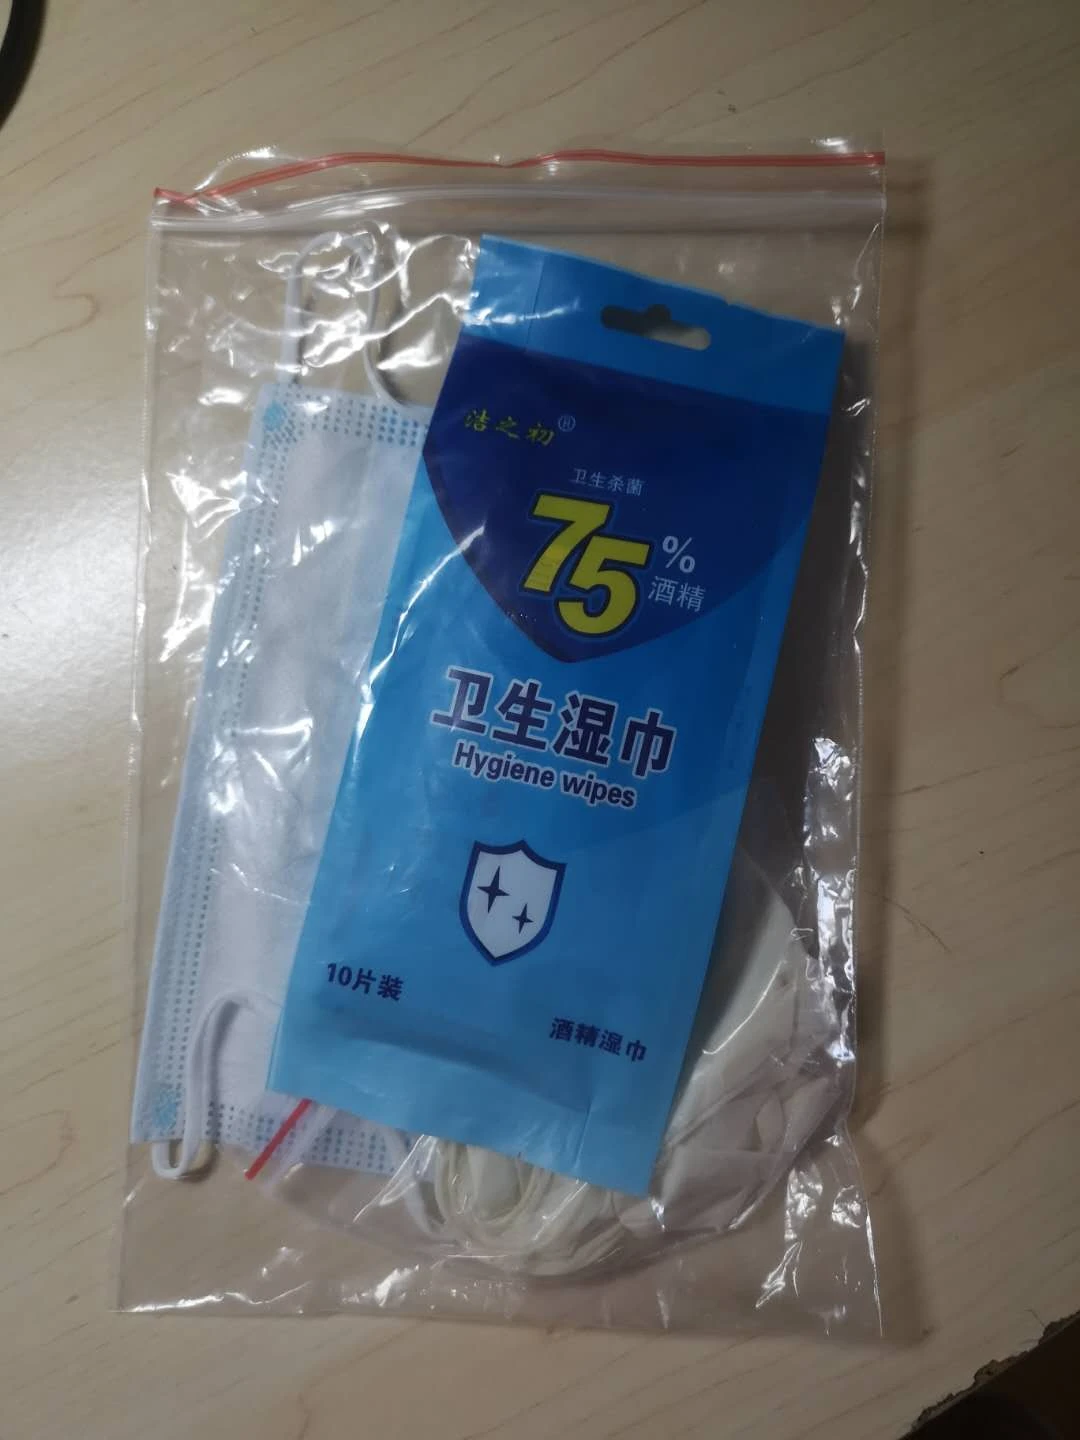 洁之初®
卫生杀菌
75%
酒精
卫生湿巾
Hygiene wipes
10片装
酒精湿巾